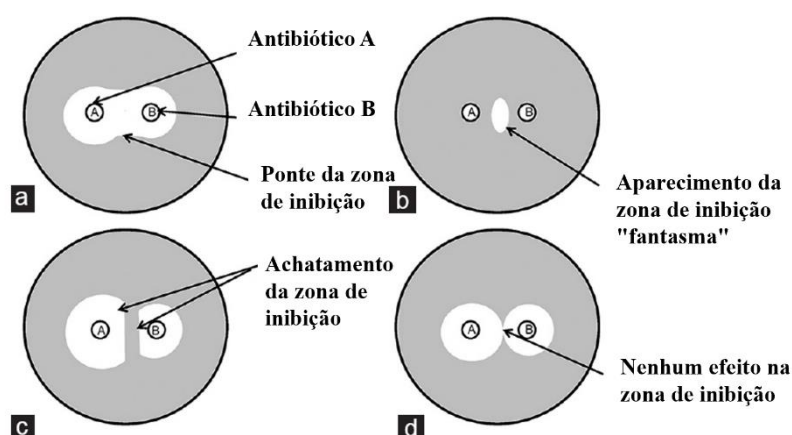 Antibiótico A
A
B
Antibiótico B
Ponte da zona
de inibição
a
A
B
Aparecimento da
zona de inibição
"fantasma"
b
Achatamento
da zona de
inibição
A
B
c
A
B
Nenhum efeito na
zona de inibição
d